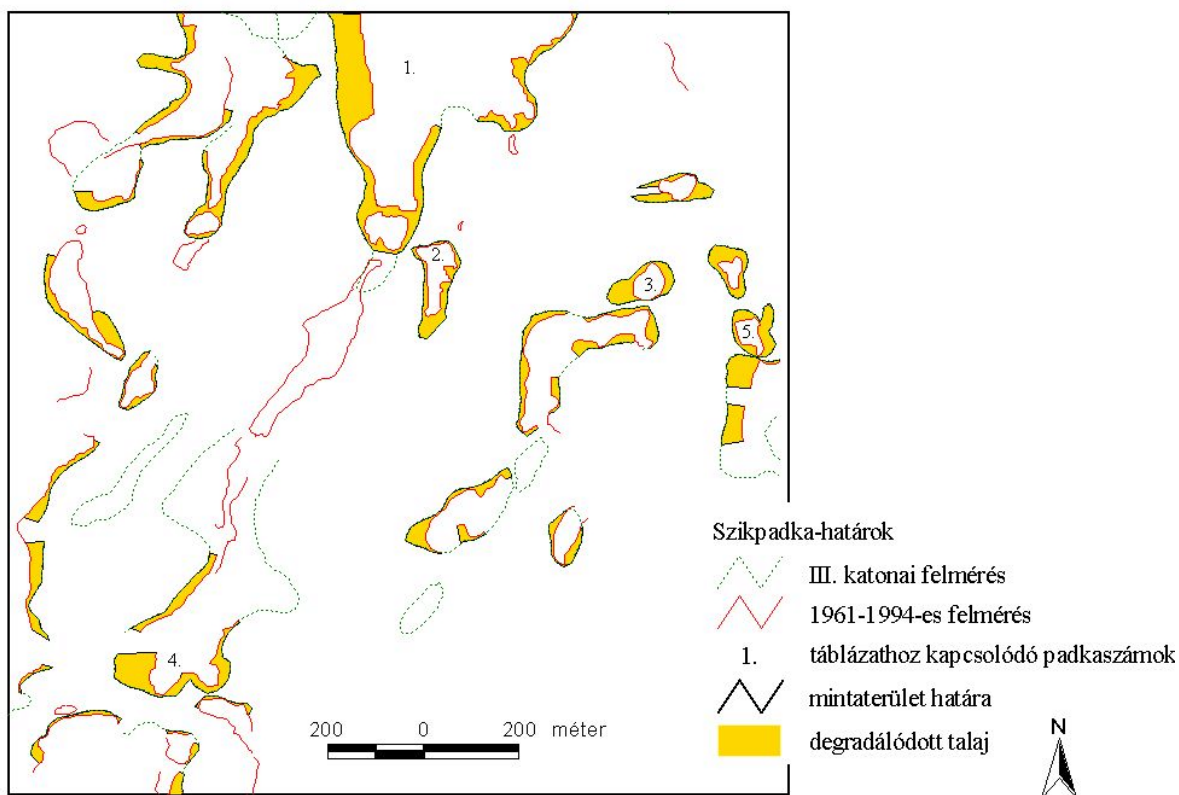 1.
2.
3.
5.
4.
200 0 200 méter
Szikpadka-határok
III. katonai felmérés
1961-1994-es felmérés
1. táblázathoz kapcsolódó padkaszámok
mintaterület határa
degradálódott talaj
N